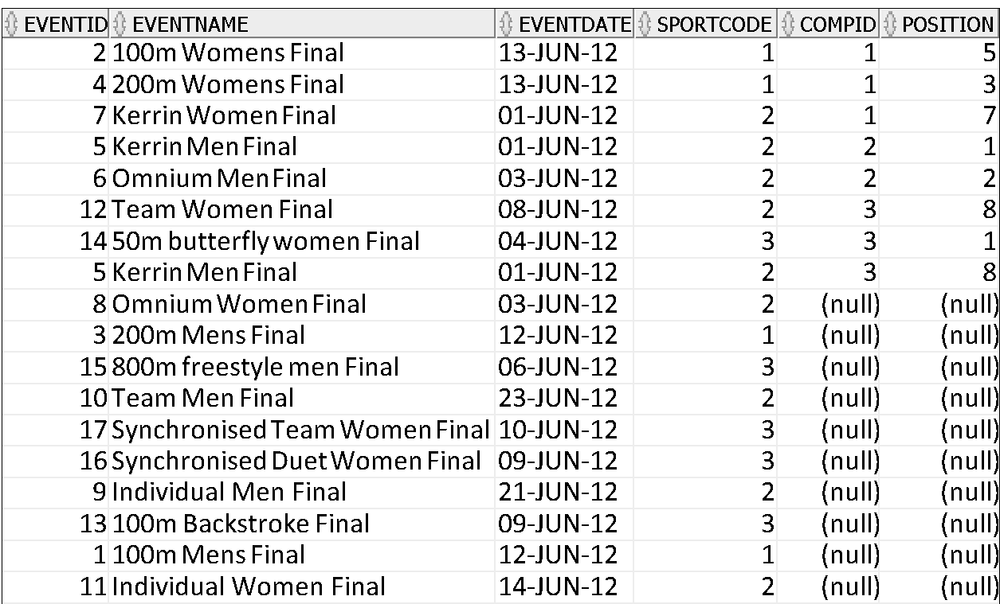 EVENTID EVENTNAME EVENTDATE SPORTCODE COMPID POSITION
2 100m Womens Final 13-JUN-12 1 1 5
4 200m Womens Final 13-JUN-12 1 1 3
7 Kerrin Women Final 01-JUN-12 2 1 7
5 Kerrin Men Final 01-JUN-12 2 2 1
6 Omnium Men Final 03-JUN-12 2 2 2
12 Team Women Final 08-JUN-12 2 3 8
14 50m butterfly women Final 04-JUN-12 3 3 1
5 Kerrin Men Final 01-JUN-12 2 3 8
8 Omnium Women Final 03-JUN-12 2 (null) (null)
3 200m Mens Final 12-JUN-12 1 (null) (null)
15 800m freestyle men Final 06-JUN-12 3 (null) (null)
10 Team Men Final 23-JUN-12 2 (null) (null)
17 Synchronised Team Women Final 10-JUN-12 3 (null) (null)
16 Synchronised Duet Women Final 09-JUN-12 3 (null) (null)
9 Individual Men Final 21-JUN-12 2 (null) (null)
13 100m Backstroke Final 09-JUN-12 3 (null) (null)
1 100m Mens Final 12-JUN-12 1 (null) (null)
11 Individual Women Final 14-JUN-12 2 (null) (null)